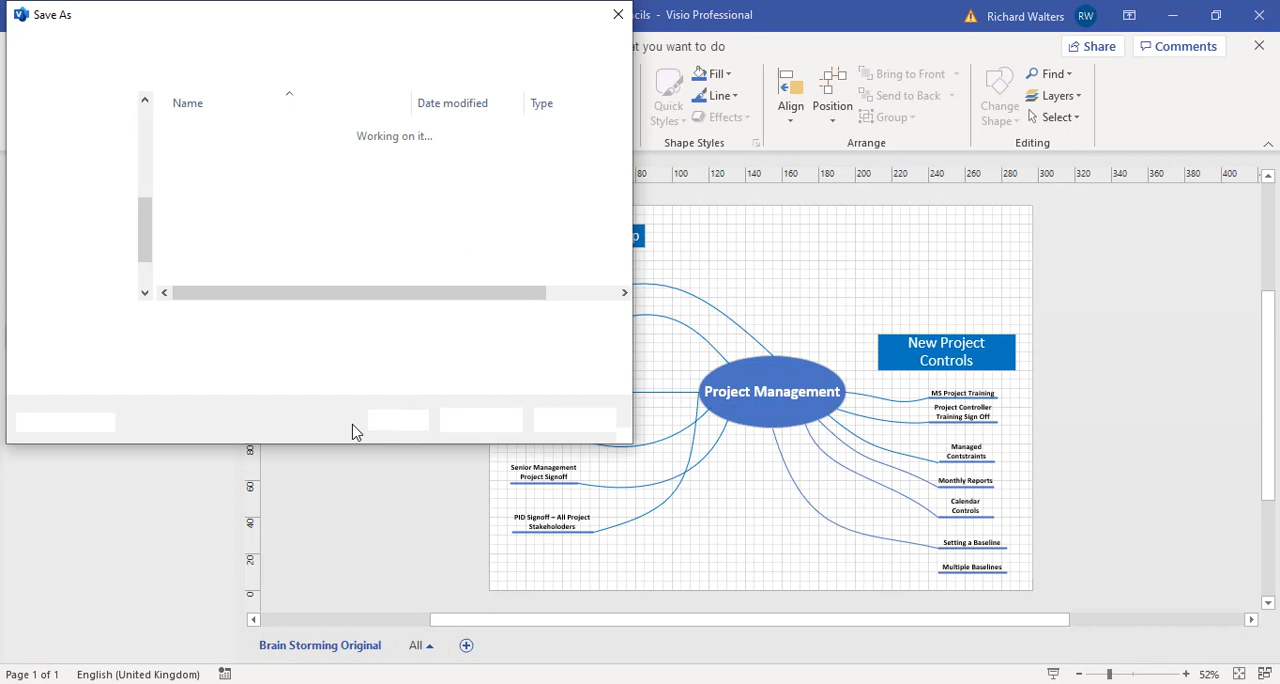 Save As
cils - Visio Professional
Richard Walters
RW
at you want to do
Share
Comments
Name
Date modified
Type
Working on it...
Quick
Styles
Fill
Line
Effects
Shape Styles
Align
Position
Bring to Front
Send to Back
Group
Arrange
Change
Shape
Find
Layers
Select
Editing
80 100 120 140 160 180 200 220 240 260 280 300 320 340 360 380 400
p
Project Management
New Project
Controls
MS Project Training
Project Controller
Training Sign Off
Managed
Contstraints
Monthly Reports
Calendar
Controls
Setting a Baseline
Multiple Baselines
Senior Management
Project Signoff
PID Signoff – All Project
Stakeholoders
80
60
40
20
0
Brain Storming Original
All
Page 1 of 1
English (United Kingdom)
52%